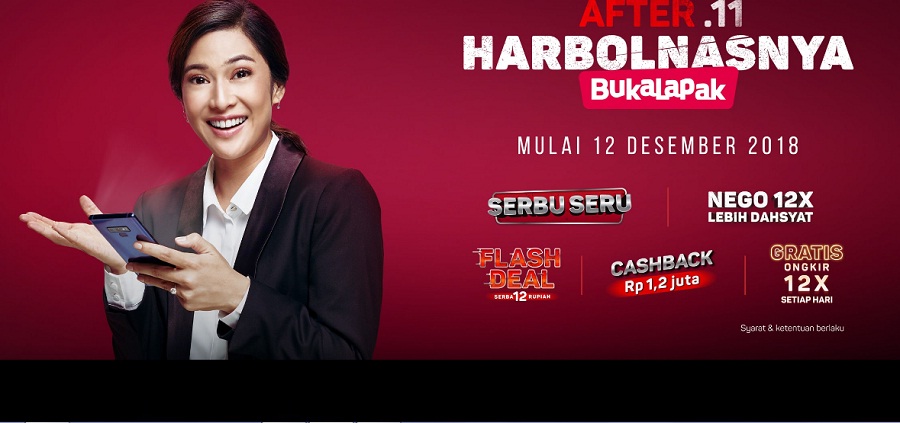 AFTER .11
HARBOLNASNYA
BukaLapak
MULAI 12 DESEMBER 2018
SERBU SERU
NEGO 12X
LEBIH DAHSYAT
FLASH
DEAL
SERBA 12 RUPIAH
CASHBACK
Rp 1,2 juta
GRATIS
ONGKIR
12X
SETIAP HARI
Syarat & ketentuan berlaku